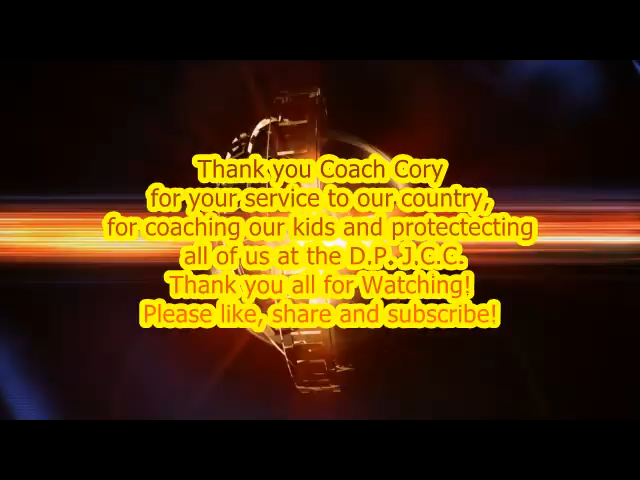 Thank you Coach Cory
for your service to our country,
for coaching our kids and protectecting
all of us at the D.P. J.C.C.
Thank you all for Watching!
Please like, share and subscribe!